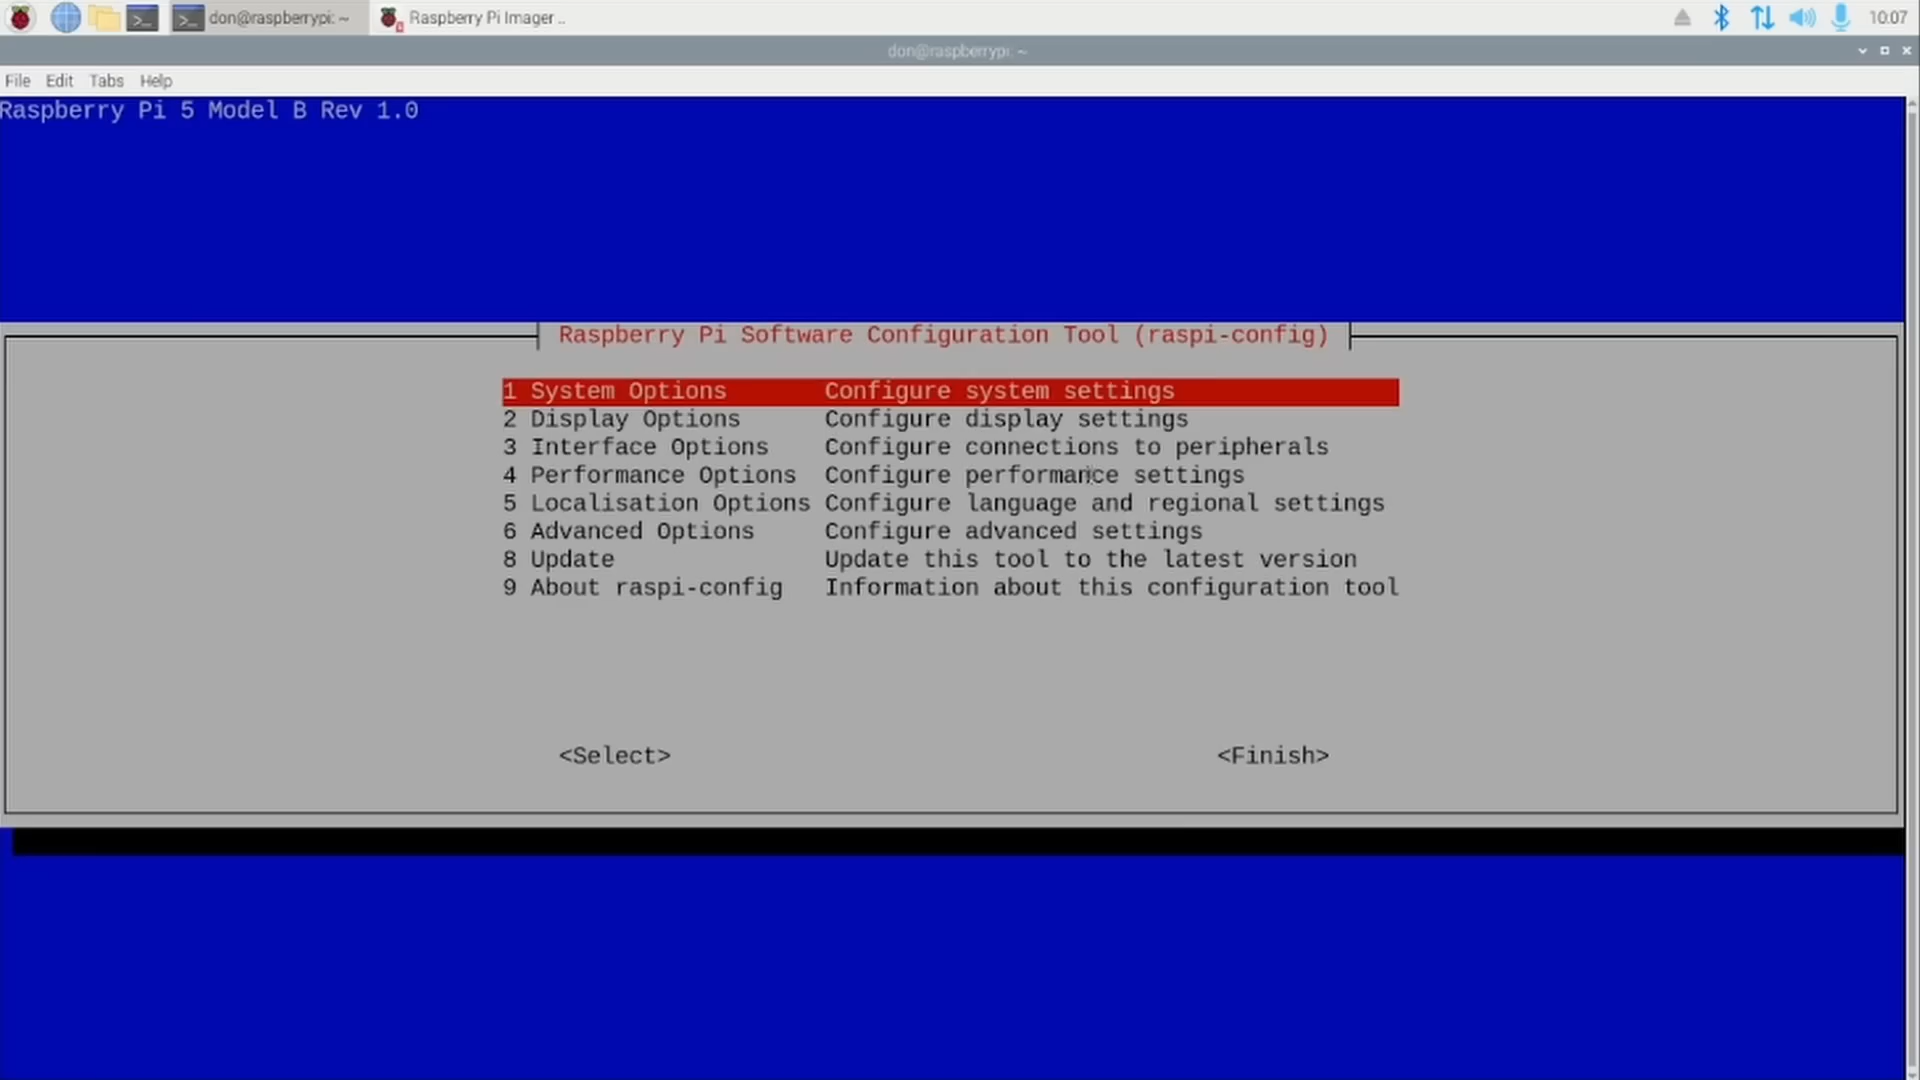 don@raspberrypi: ~ Raspberry Pi Imager .. 10:07
don@raspberrypi: ~
File Edit Tabs Help
Raspberry Pi 5 Model B Rev 1.0
Raspberry Pi Software Configuration Tool (raspi-config)
1 System Options Configure system settings
2 Display Options Configure display settings
3 Interface Options Configure connections to peripherals
4 Performance Options Configure performance settings
5 Localisation Options Configure language and regional settings
6 Advanced Options Configure advanced settings
8 Update Update this tool to the latest version
9 About raspi-config Information about this configuration tool
<Select> <Finish>